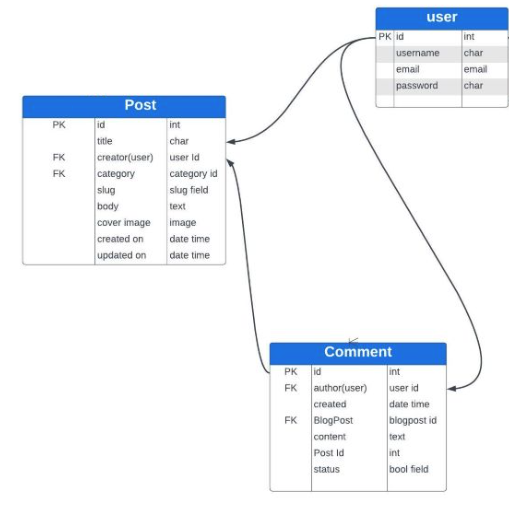 user
PK id int
username char
email email
password char
Post
PK id int
title char
FK creator(user) user Id
FK category category id
slug slug field
body text
cover image image
created on date time
updated on date time
Comment
PK id int
FK author(user) user id
created date time
FK BlogPost blogpost id
content text
Post Id int
status bool field